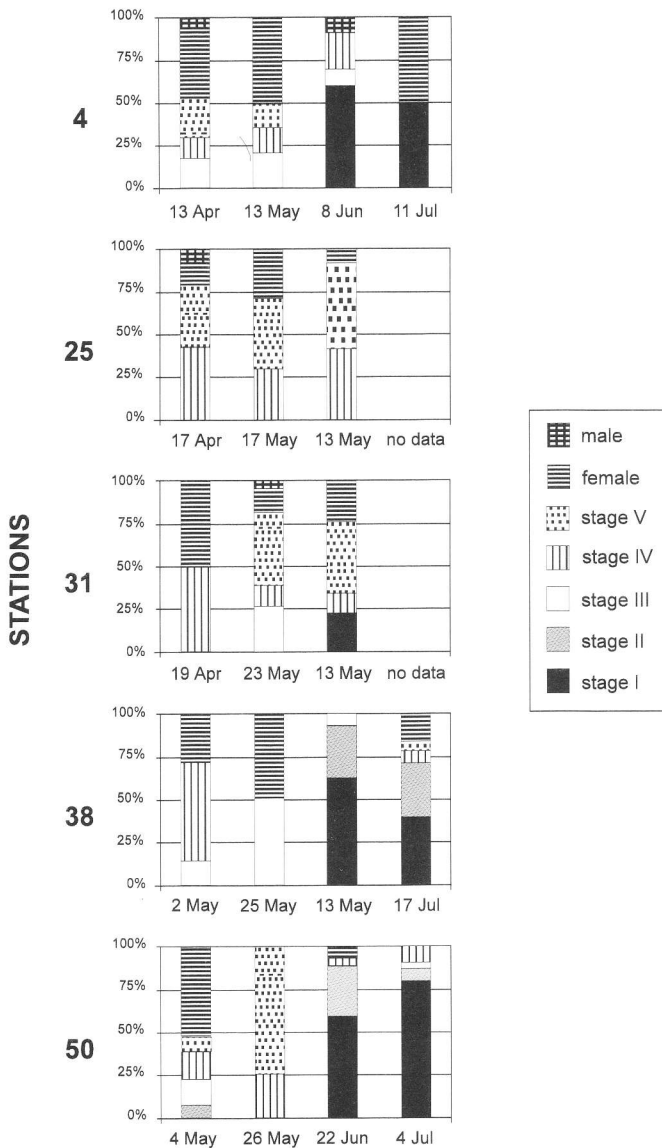 STATIONS
4
100%
75%
50%
25%
0%
13 Apr 13 May 8 Jun 11 Jul
25
100%
75%
50%
25%
0%
17 Apr 17 May 13 May no data
31
100%
75%
50%
25%
0%
19 Apr 23 May 13 May no data
38
100%
75%
50%
25%
0%
2 May 25 May 13 May 17 Jul
50
100%
75%
50%
25%
0%
4 May 26 May 22 Jun 4 Jul
male
female
stage V
stage IV
stage III
stage II
stage I